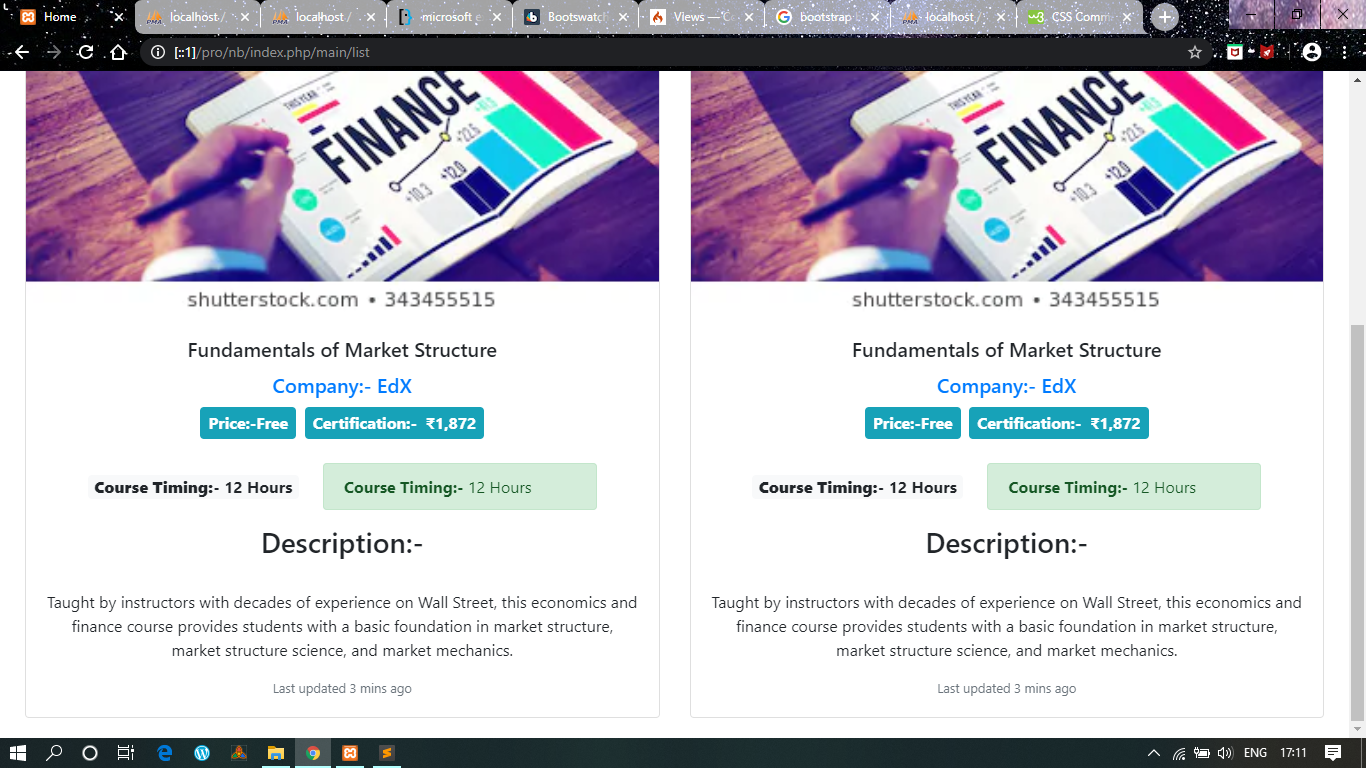 Home
localhost /
localhost /
microsoft e
Bootswatch
Views — C
bootstrap
localhost /
CSS Comm
[::1]/pro/nb/index.php/main/list
THIS YEAR
FINANCE
+10,3
+12,0
+22,6
THIS YEAR
FINANCE
+10,3
+12,0
+22,6
shutterstock.com • 343455515
shutterstock.com • 343455515
Fundamentals of Market Structure
Company:- EdX
Price:-Free Certification:- ₹1,872
Course Timing:- 12 Hours
Course Timing:- 12 Hours
Description:-
Taught by instructors with decades of experience on Wall Street, this economics and
finance course provides students with a basic foundation in market structure,
market structure science, and market mechanics.
Last updated 3 mins ago
Fundamentals of Market Structure
Company:- EdX
Price:-Free Certification:- ₹1,872
Course Timing:- 12 Hours
Course Timing:- 12 Hours
Description:-
Taught by instructors with decades of experience on Wall Street, this economics and
finance course provides students with a basic foundation in market structure,
market structure science, and market mechanics.
Last updated 3 mins ago
ENG
17:11